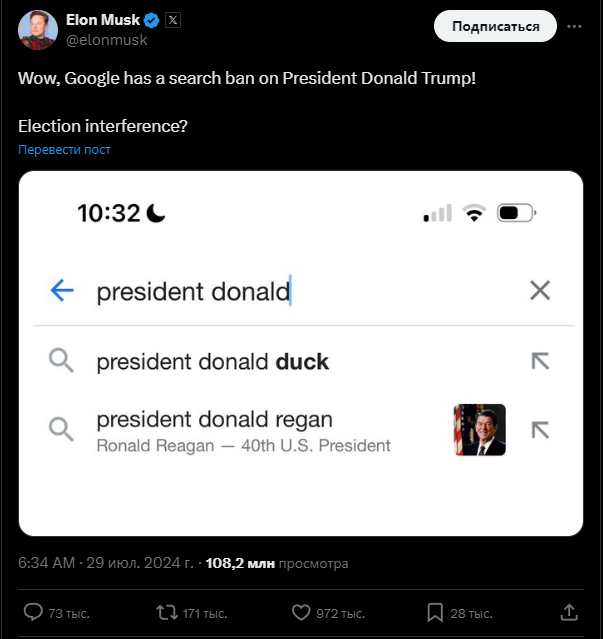 Elon Musk
@elonmusk
Подписаться
Wow, Google has a search ban on President Donald Trump!
Election interference?
Перевести пост
10:32
president donald
president donald duck
president donald regan
Ronald Reagan — 40th U.S. President
6:34 AM · 29 июл. 2024 г. · 108,2 млн просмотра
73 тыс. 171 тыс. 972 тыс. 28 тыс.